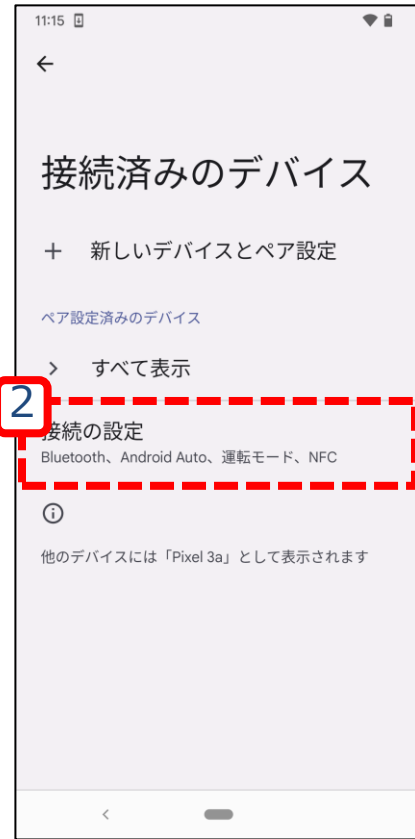 11:15
接続済みのデバイス
+ 新しいデバイスとペア設定
ペア設定済みのデバイス
> すべて表示
2
接続の設定
Bluetooth、Android Auto、運転モード、NFC
他のデバイスには「Pixel 3a」として表示されます